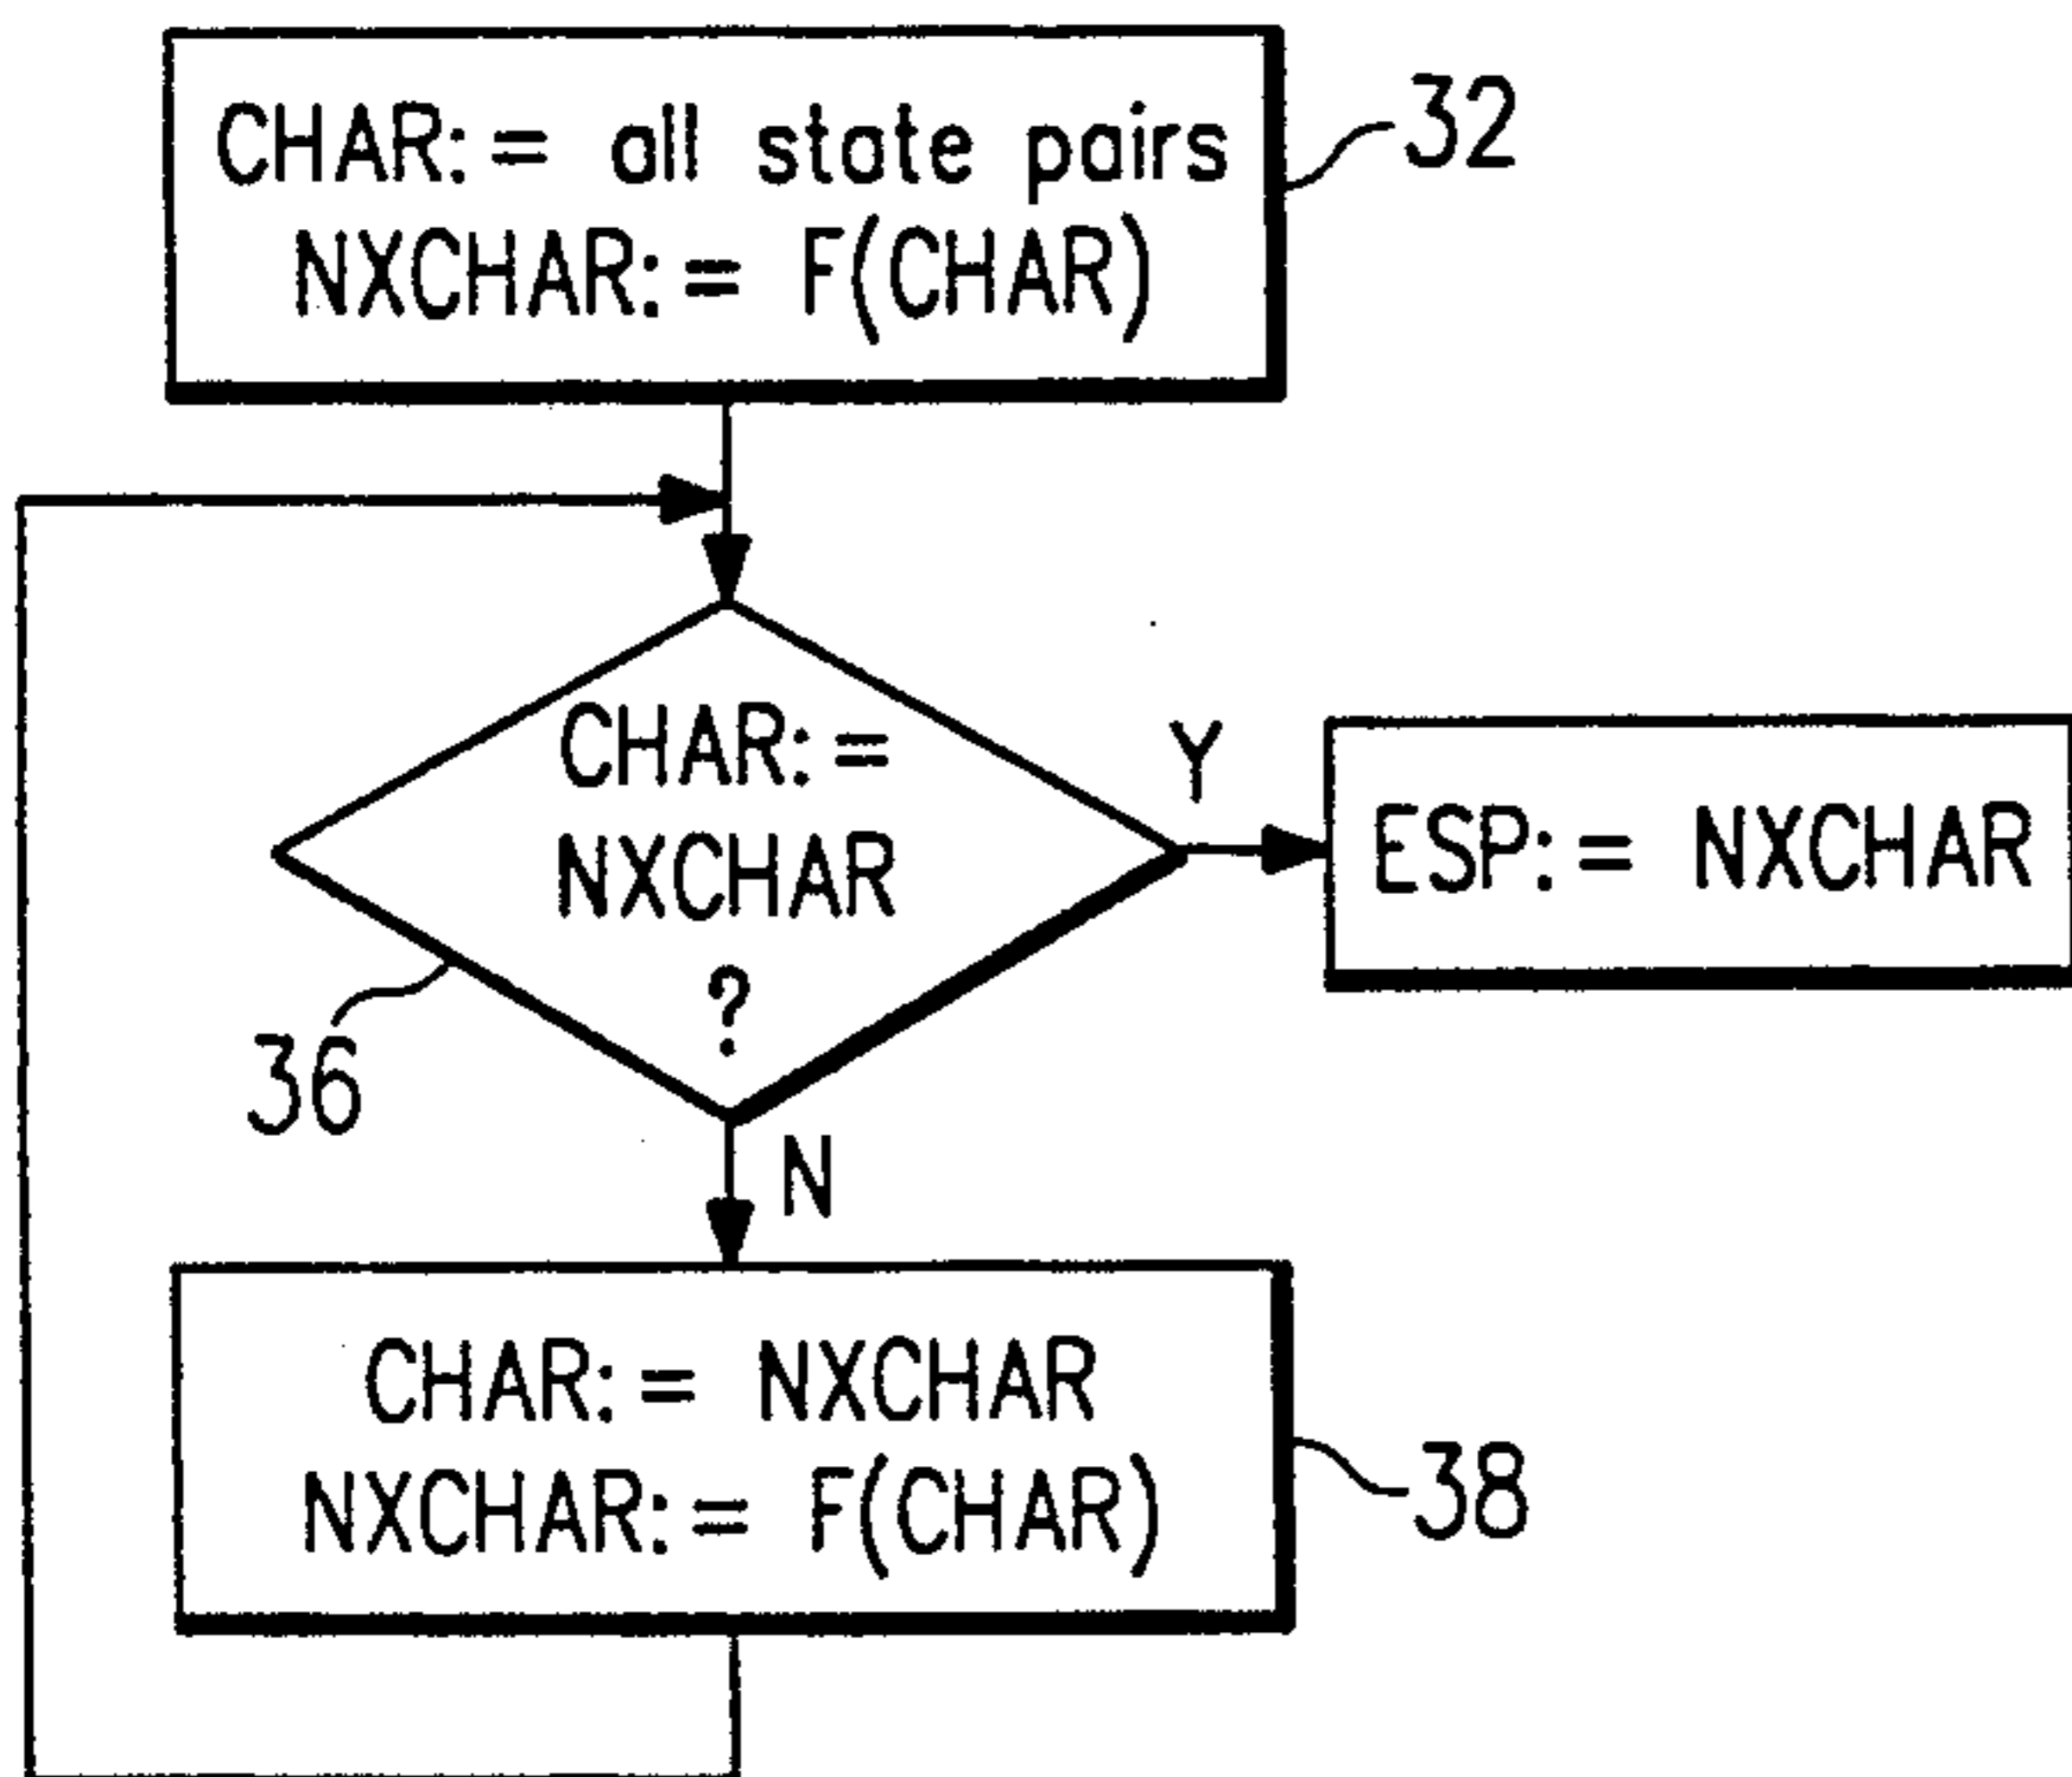 CHAR:= all state pairs
NXCHAR:= F(CHAR)
32
CHAR:=
NXCHAR
?
Y
ESP:= NXCHAR
36
N
CHAR:= NXCHAR
NXCHAR:= F(CHAR)
38